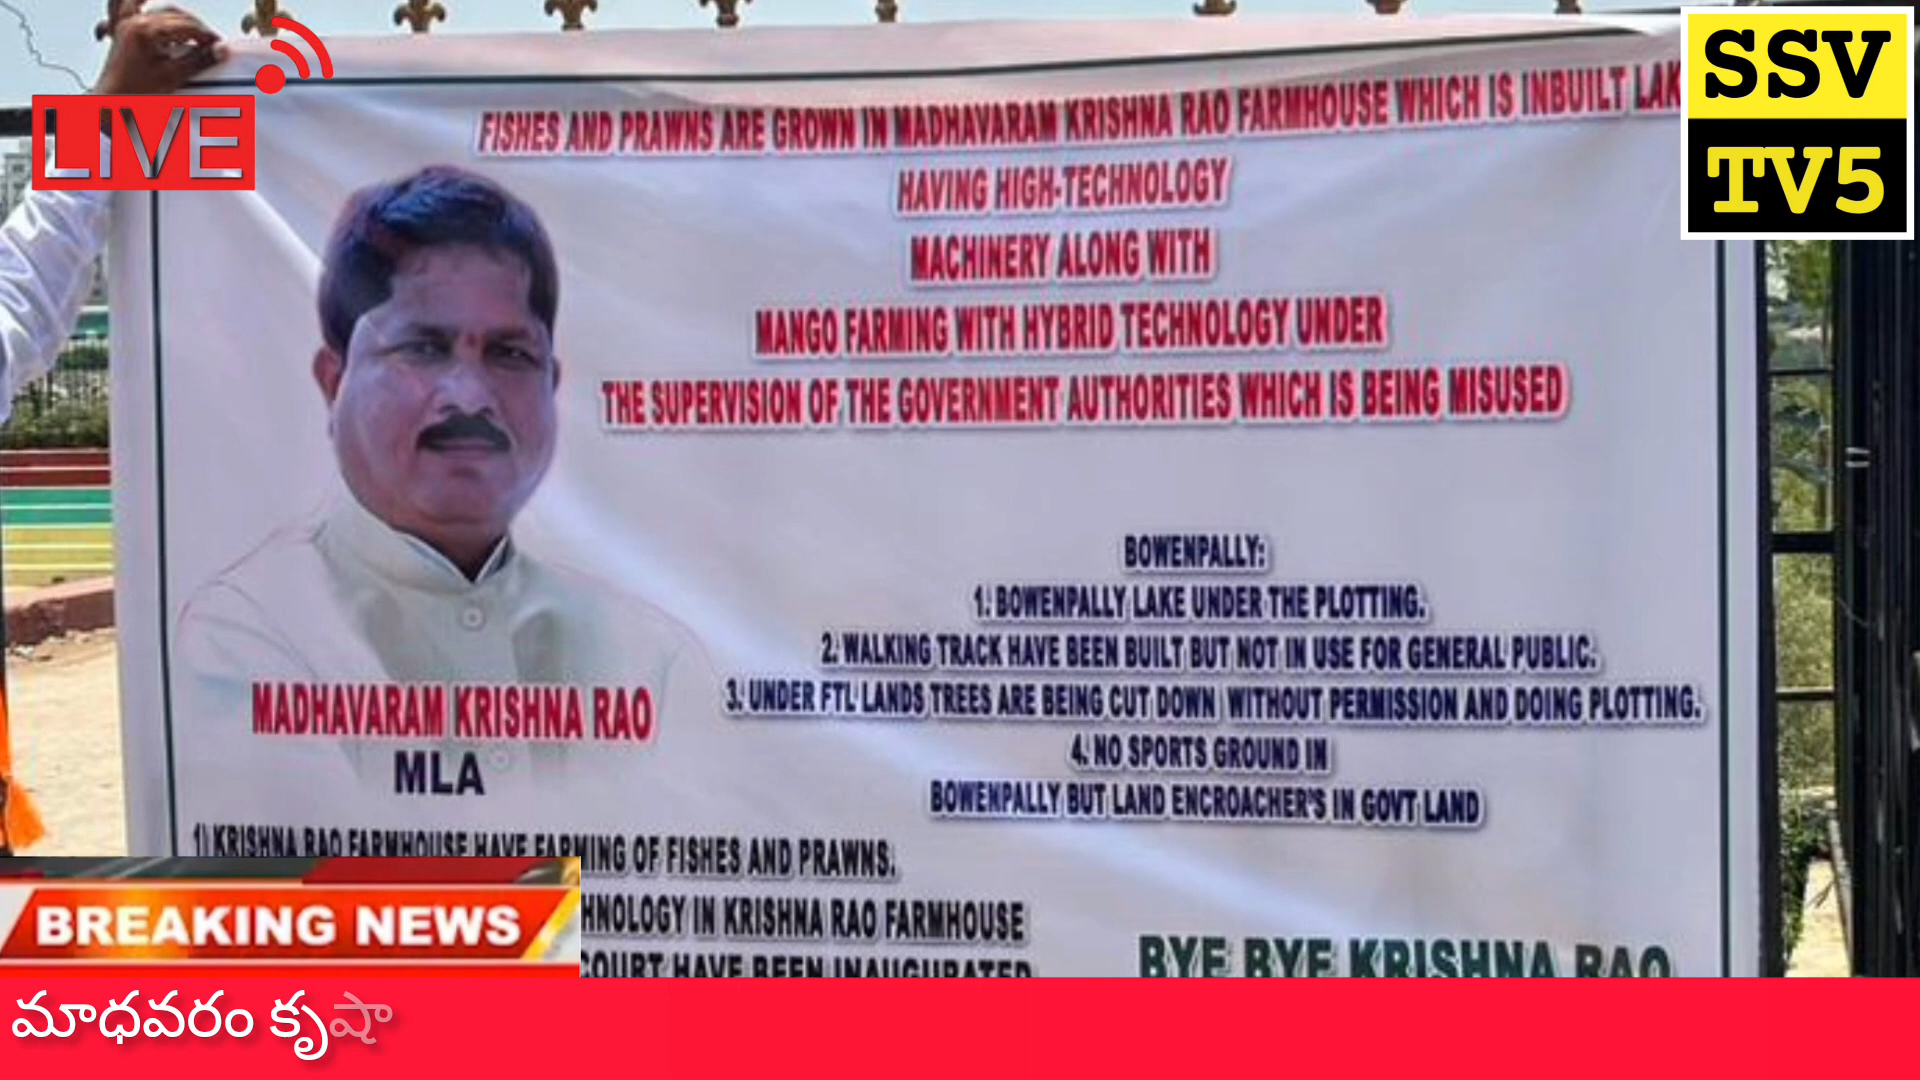 LIVE
SSV
TV5
FISHES AND PRAWNS ARE GROWN IN MADHAVARAM KRISHNA RAO FARMHOUSE WHICH IS INBUILT LAK
HAVING HIGH-TECHNOLOGY
MACHINERY ALONG WITH
MANGO FARMING WITH HYBRID TECHNOLOGY UNDER
THE SUPERVISION OF THE GOVERNMENT AUTHORITIES WHICH IS BEING MISUSED
BOWENPALLY:
1. BOWENPALLY LAKE UNDER THE PLOTTING.
2. WALKING TRACK HAVE BEEN BUILT BUT NOT IN USE FOR GENERAL PUBLIC.
3. UNDER FTL LANDS TREES ARE BEING CUT DOWN WITHOUT PERMISSION AND DOING PLOTTING.
4. NO SPORTS GROUND IN
BOWENPALLY BUT LAND ENCROACHER'S IN GOVT LAND
MADHAVARAM KRISHNA RAO
MLA
1) KRISHNA RAO FARMHOUSE HAVE FARMING OF FISHES AND PRAWNS.
HNOLOGY IN KRISHNA RAO FARMHOUSE
COURT HAVE BEEN INAUGURATED
BYE BYE KRISHNA RAO
BREAKING NEWS
మాధవరం కృషా